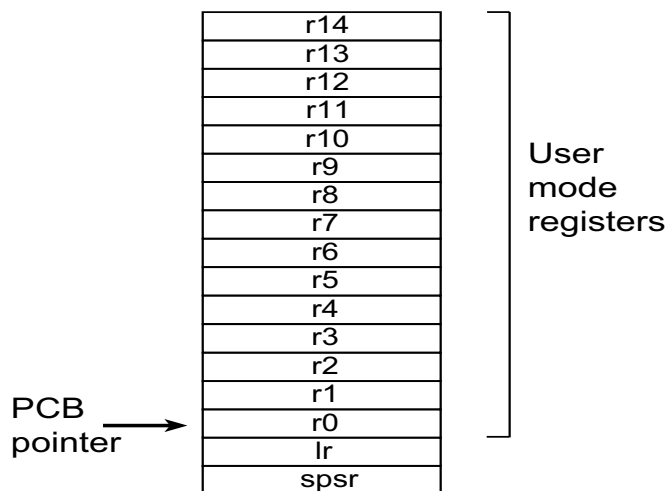 r14
r13
r12
r11
r10
r9
r8
r7
r6
r5
r4
r3
r2
r1
r0
lr
spsr
User
mode
registers
PCB
pointer